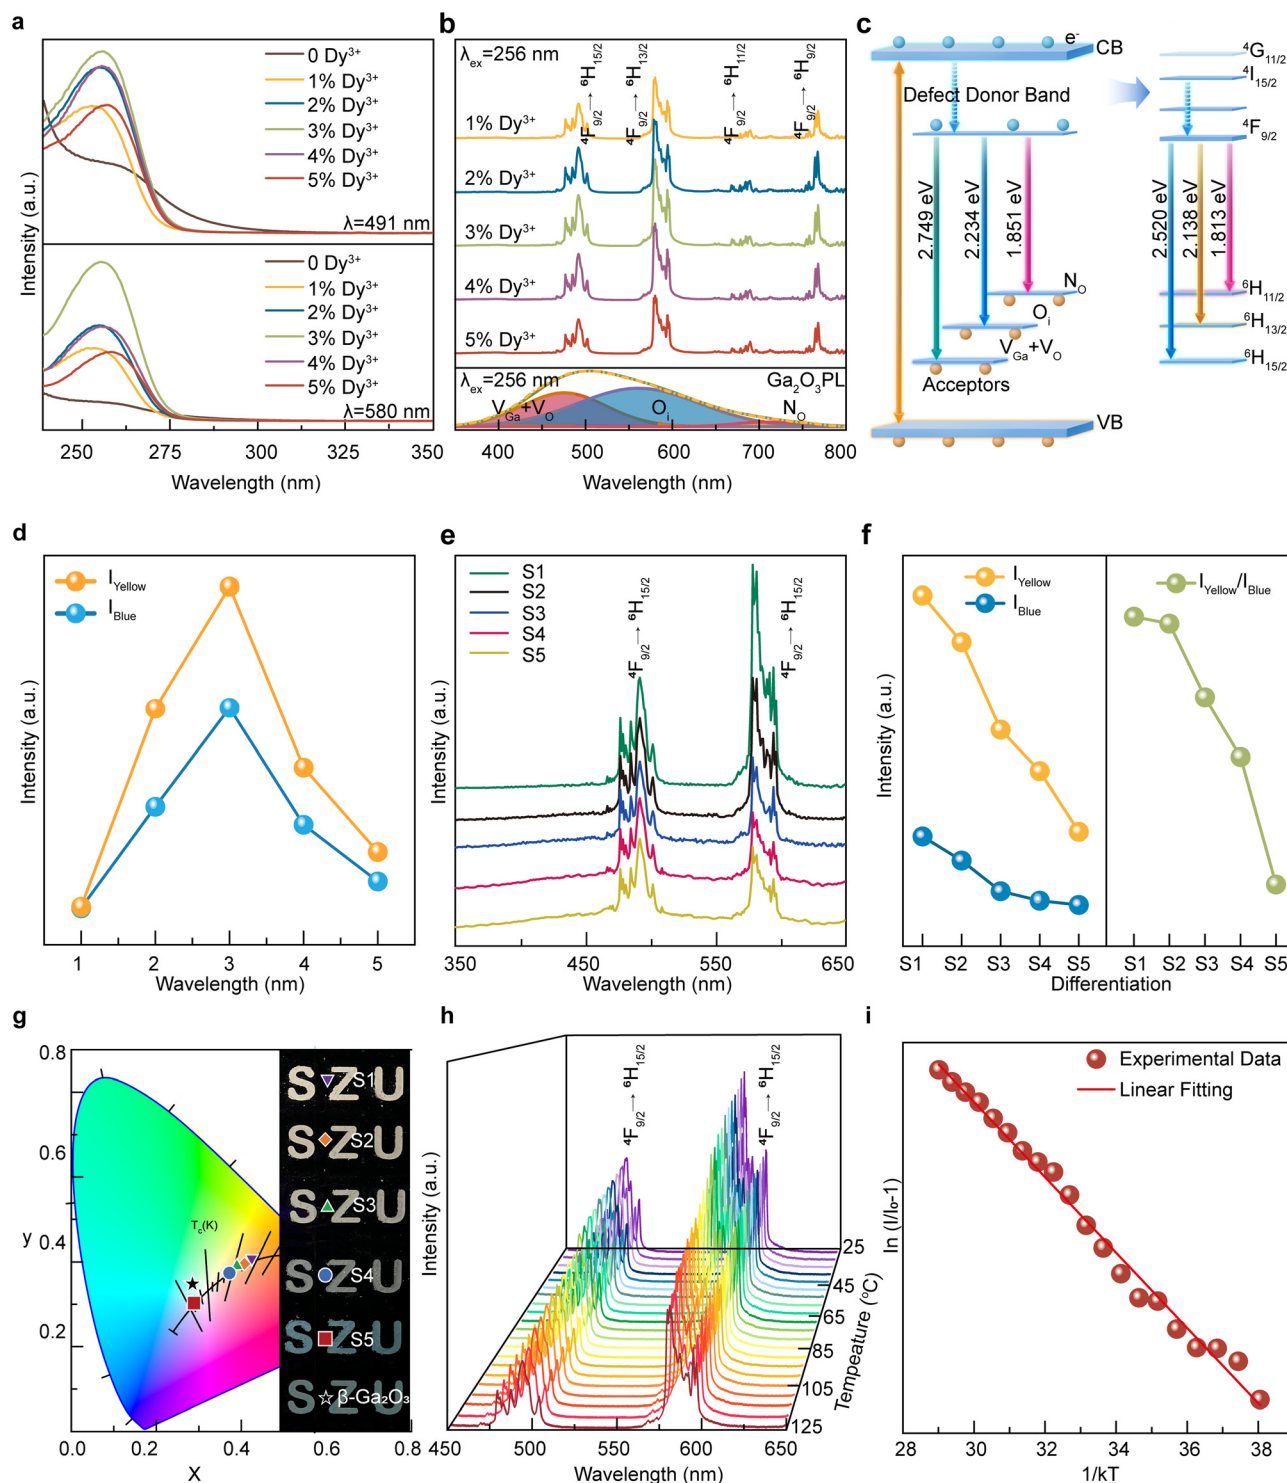 a
0 Dy³⁺
1% Dy³⁺
2% Dy³⁺
3% Dy³⁺
4% Dy³⁺
5% Dy³⁺
λ=491 nm
0 Dy³⁺
1% Dy³⁺
2% Dy³⁺
3% Dy³⁺
4% Dy³⁺
5% Dy³⁺
λ=580 nm
Intensity (a.u.)
250 275 300 325 350
Wavelength (nm)
b
λex=256 nm
⁴F9/2→⁶H15/2
⁴F9/2→⁶H13/2
⁴F9/2→⁶H11/2
⁴F9/2→⁶H9/2
1% Dy³⁺
2% Dy³⁺
3% Dy³⁺
4% Dy³⁺
5% Dy³⁺
λex=256 nm
Ga₂O₃PL
VGa+VO
Oi
NO
400 500 600 700 800
Wavelength (nm)
c
e⁻
CB
Defect Donor Band
2.749 eV
2.234 eV
1.851 eV
NO
Oi
VGa+VO
Acceptors
VB
⁴G11/2
⁴I15/2
⁴F9/2
2.520 eV
2.138 eV
1.813 eV
⁶H11/2
⁶H13/2
⁶H15/2
d
IYellow
IBlue
Intensity (a.u.)
1 2 3 4 5
Wavelength (nm)
e
S1
S2
S3
S4
S5
⁴F9/2→⁶H15/2
⁴F9/2→⁶H15/2
Intensity (a.u.)
350 450 550 650
Wavelength (nm)
f
IYellow
IBlue
IYellow/IBlue
Intensity (a.u.)
S1 S2 S3 S4 S5 S1 S2 S3 S4 S5
Differentiation
g
0.8
0.6
0.4
0.2
y
Tc(K)
SZU S1
SZU S2
SZU S3
SZU S4
SZU S5
SZU β-Ga₂O₃
0.0 0.2 0.4 0.6 0.8
X
h
⁴F9/2→⁶H15/2
⁴F9/2→⁶H15/2
Intensity (a.u.)
25
45
65
85
105
125
Tempeature (°C)
450 500 550 600 650
Wavelength (nm)
i
Experimental Data
Linear Fitting
ln (I/I₀-1)
28 30 32 34 36 38
1/kT